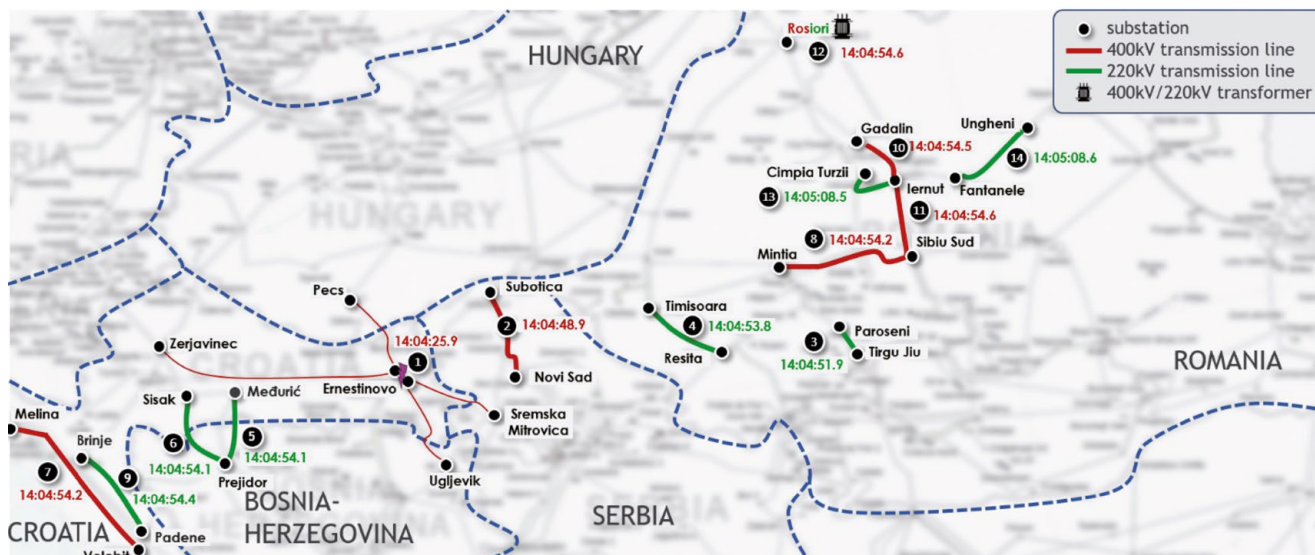 HUNGARY
Rosiori
12
14:04:54.6
substation
400kV transmission line
220kV transmission line
400kV/220kV transformer
Gadalin
10
14:04:54.5
Ungheni
14
14:05:08.6
Cimpia Turzii
13
14:05:08.5
Iernut
Fantanele
11
14:04:54.6
HUNGARY
8
14:04:54.2
Mintia
Sibiu Sud
Pecs
Subotica
2
14:04:48.9
Timisoara
4
14:04:53.8
Resita
Paroseni
3
14:04:51.9
Tirgu Jiu
ROMANIA
Zerjavinec
CROATIA
14:04:25.9
1
Ernestinovo
Novi Sad
Sisak
Međurić
Sremska
Mitrovica
Melina
Brinje
6
14:04:54.1
5
14:04:54.1
Prejidor
Ugljevik
7
14:04:54.2
9
14:04:54.4
BOSNIA-
HERZEGOVINA
SERBIA
CROATIA
Padene